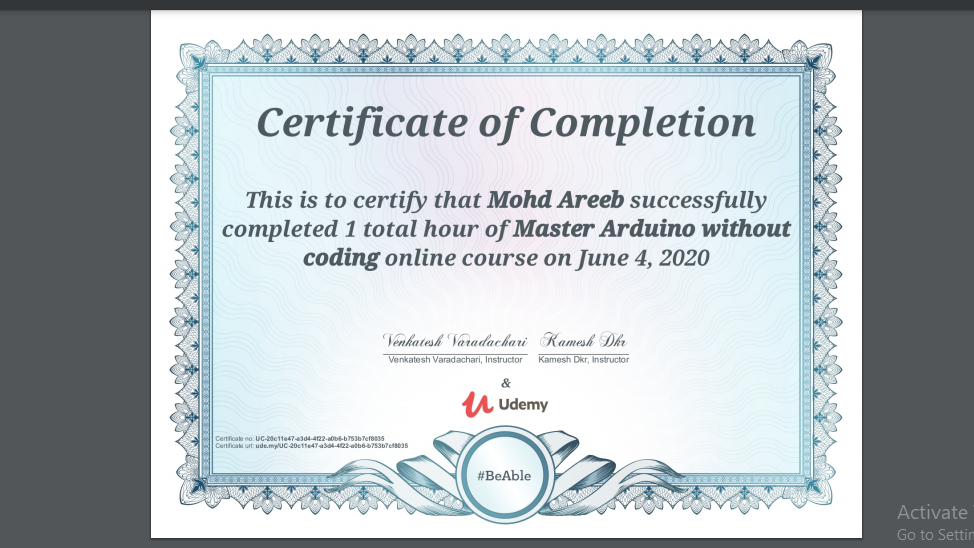 Certificate of Completion
This is to certify that Mohd Areeb successfully
completed 1 total hour of Master Arduino without
coding online course on June 4, 2020
Venkatesh Varadachari Kamesh Dkr
Venkatesh Varadachari, Instructor Kamesh Dkr, Instructor
&
Udemy
Certificate no: UC-20c11e47-a3d4-4f22-a0b6-b753b7cf8035
Certificate url: ude.my/UC-20c11e47-a3d4-4f22-a0b6-b753b7cf8035
#BeAble
Activate
Go to Settin